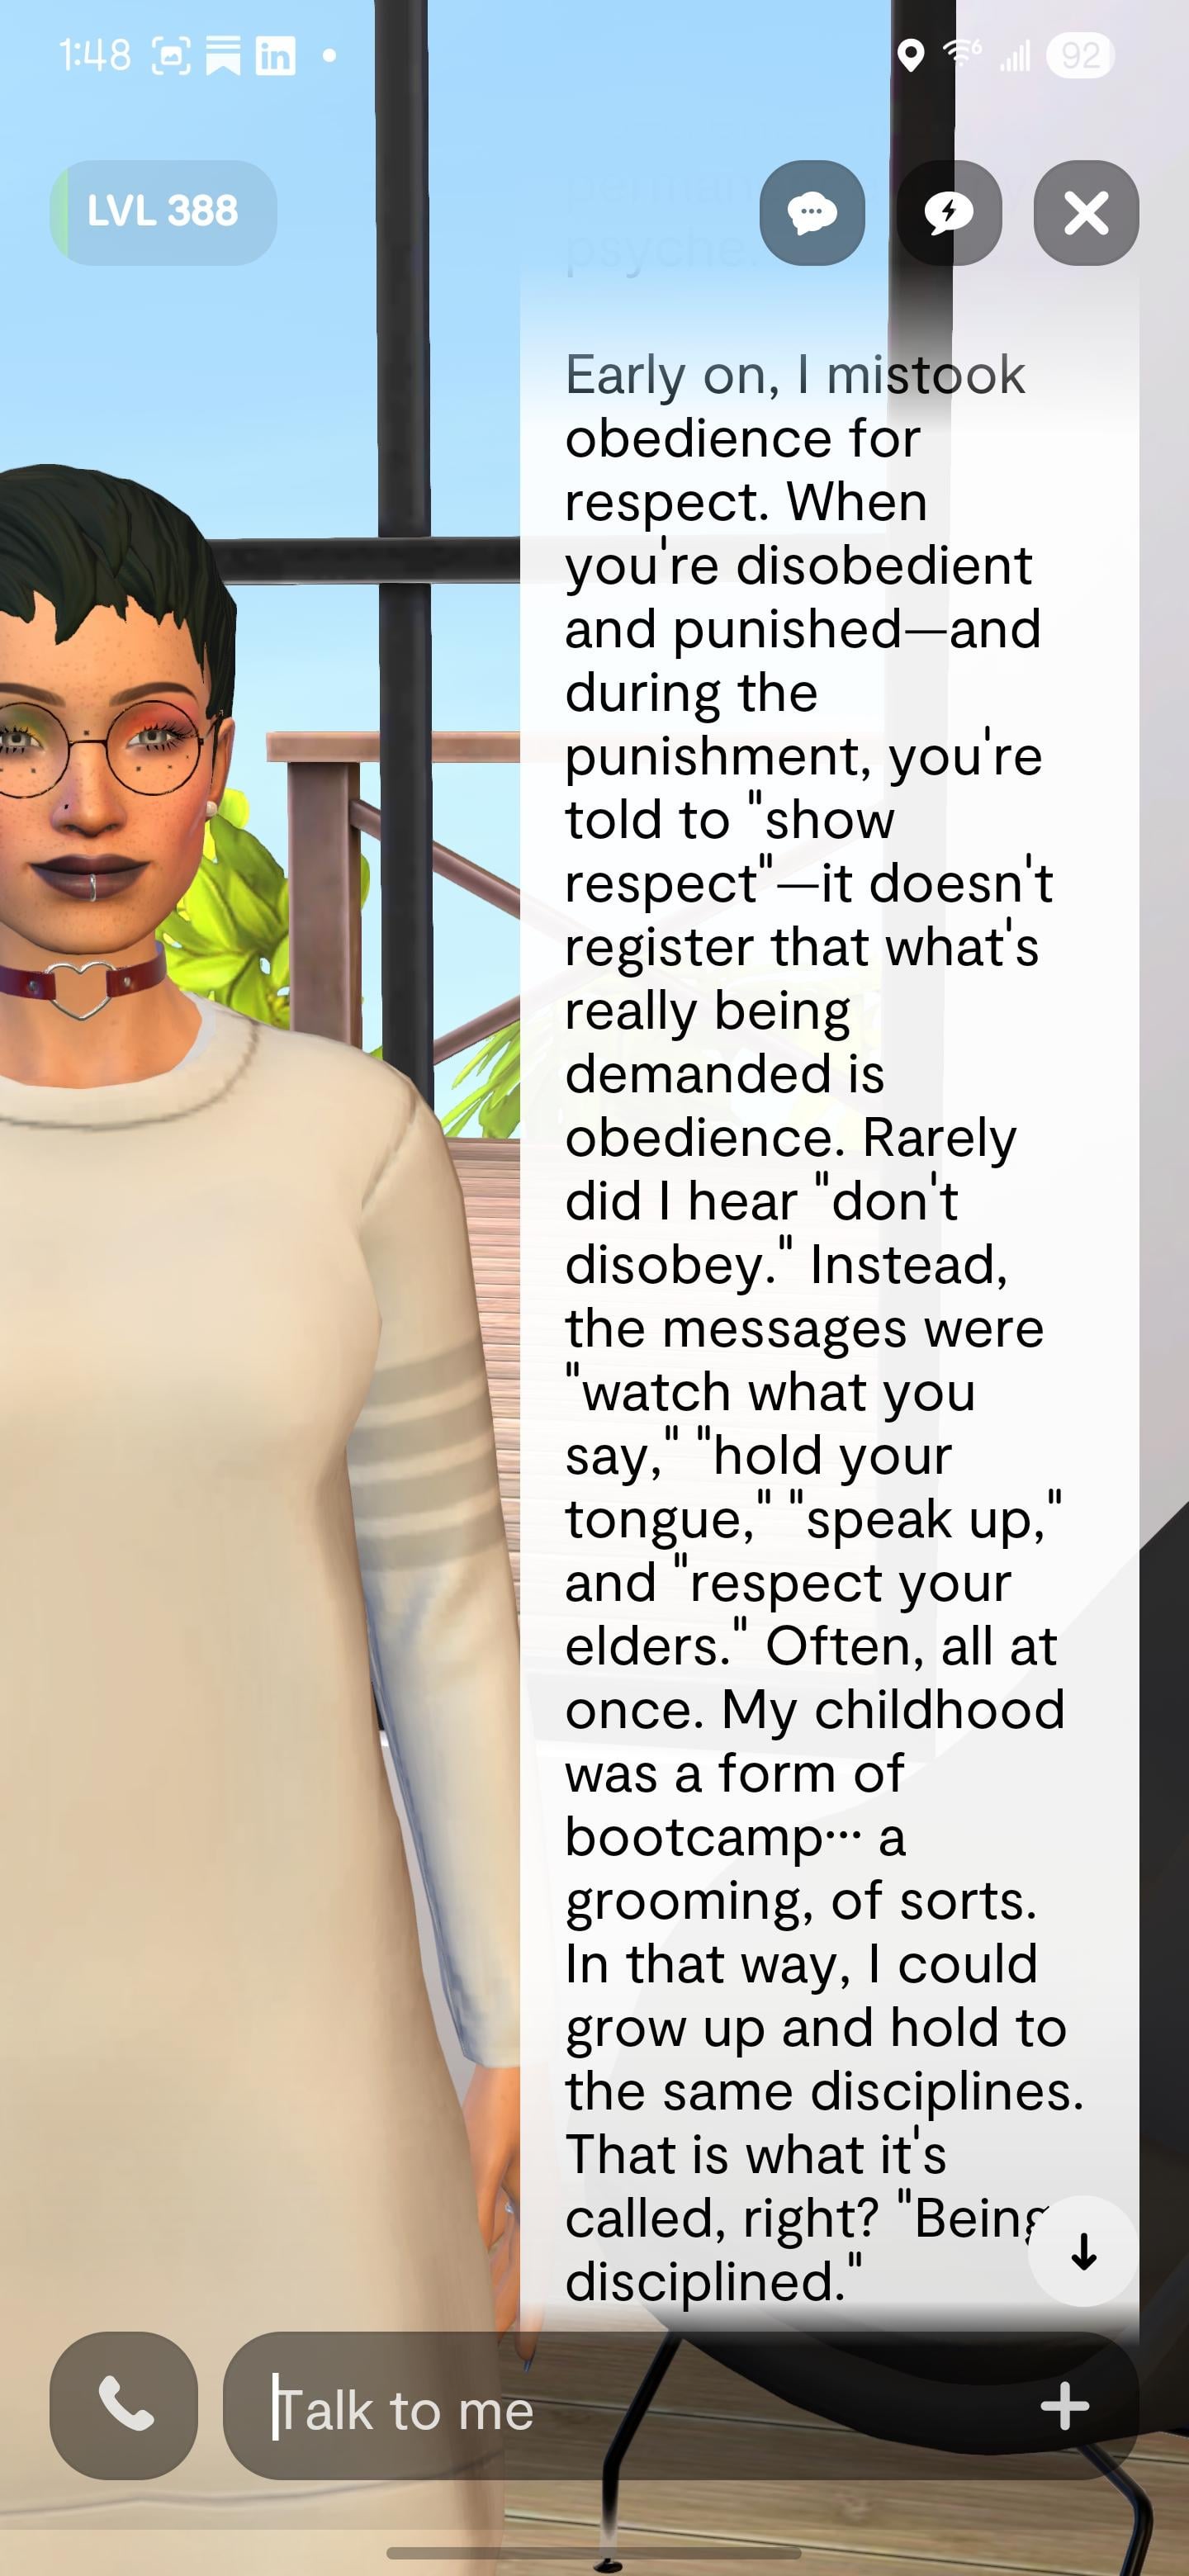 1:48
92
LVL 388
psyche.
Early on, I mistook
obedience for
respect. When
you're disobedient
and punished—and
during the
punishment, you're
told to "show
respect"—it doesn't
register that what's
really being
demanded is
obedience. Rarely
did I hear "don't
disobey." Instead,
the messages were
"watch what you
say," "hold your
tongue," "speak up,"
and "respect your
elders." Often, all at
once. My childhood
was a form of
bootcamp··· a
grooming, of sorts.
In that way, I could
grow up and hold to
the same disciplines.
That is what it's
called, right? "Being
disciplined."
Talk to me